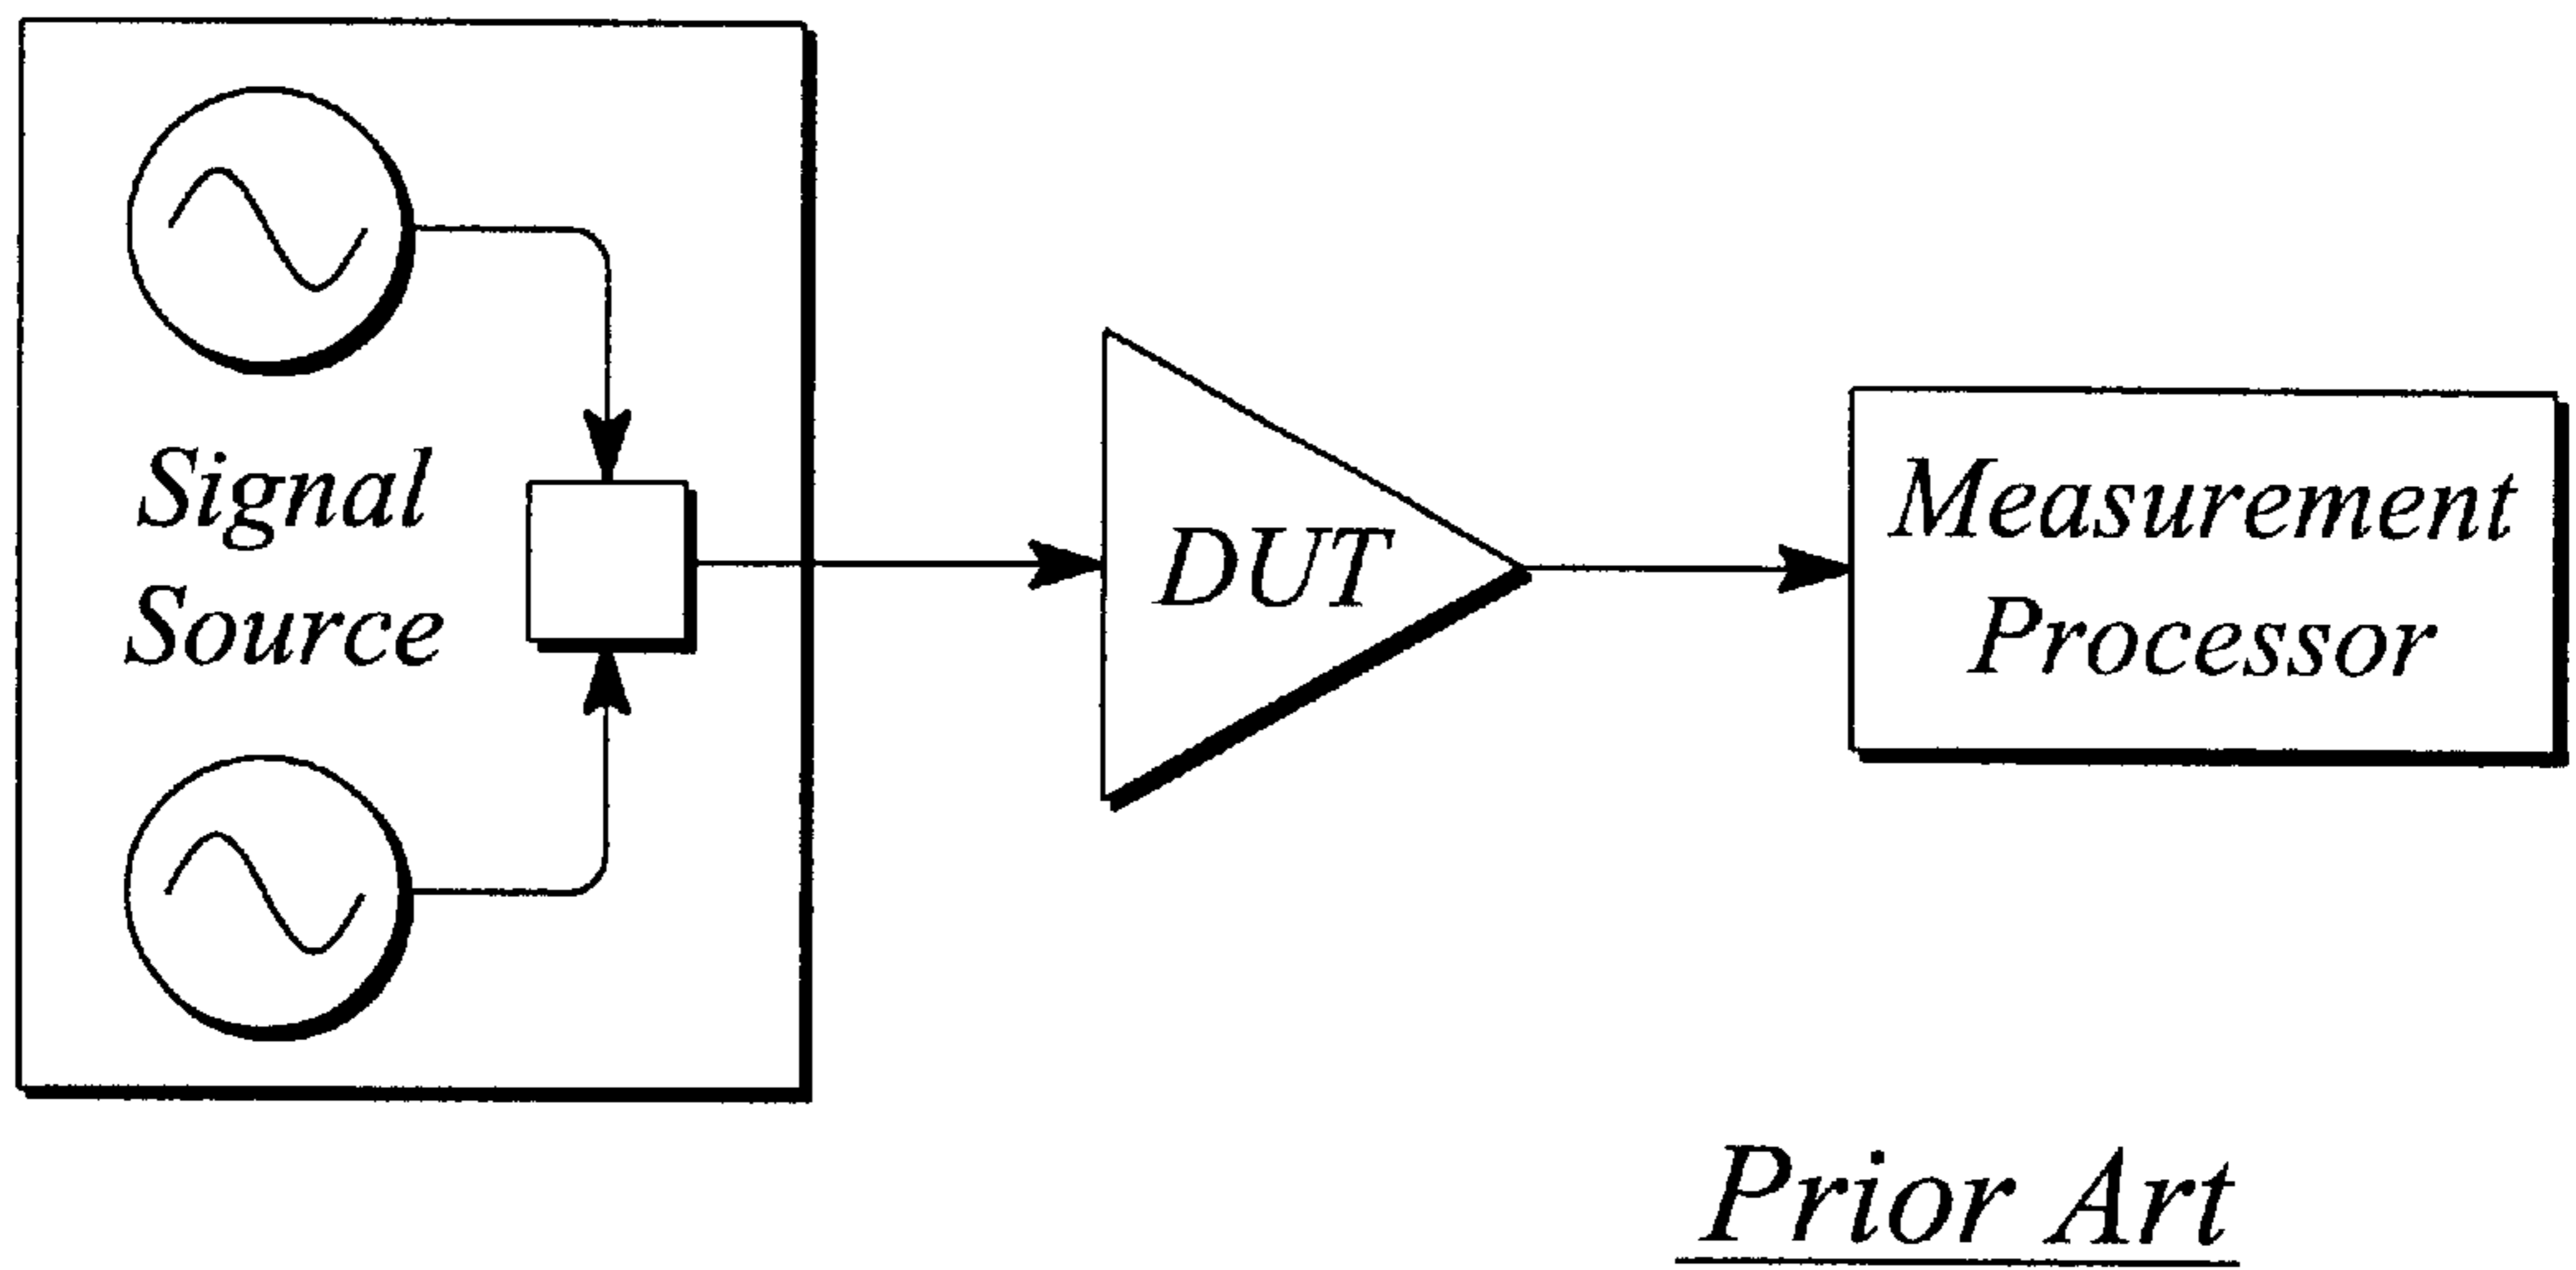 Signal
Source
DUT
Measurement
Processor
Prior Art